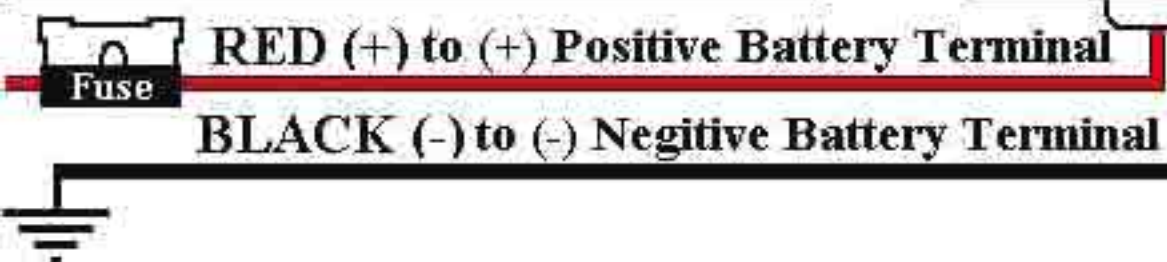 RED (+) to (+) Positive Battery Terminal
Fuse
BLACK (-) to (-) Negitive Battery Terminal